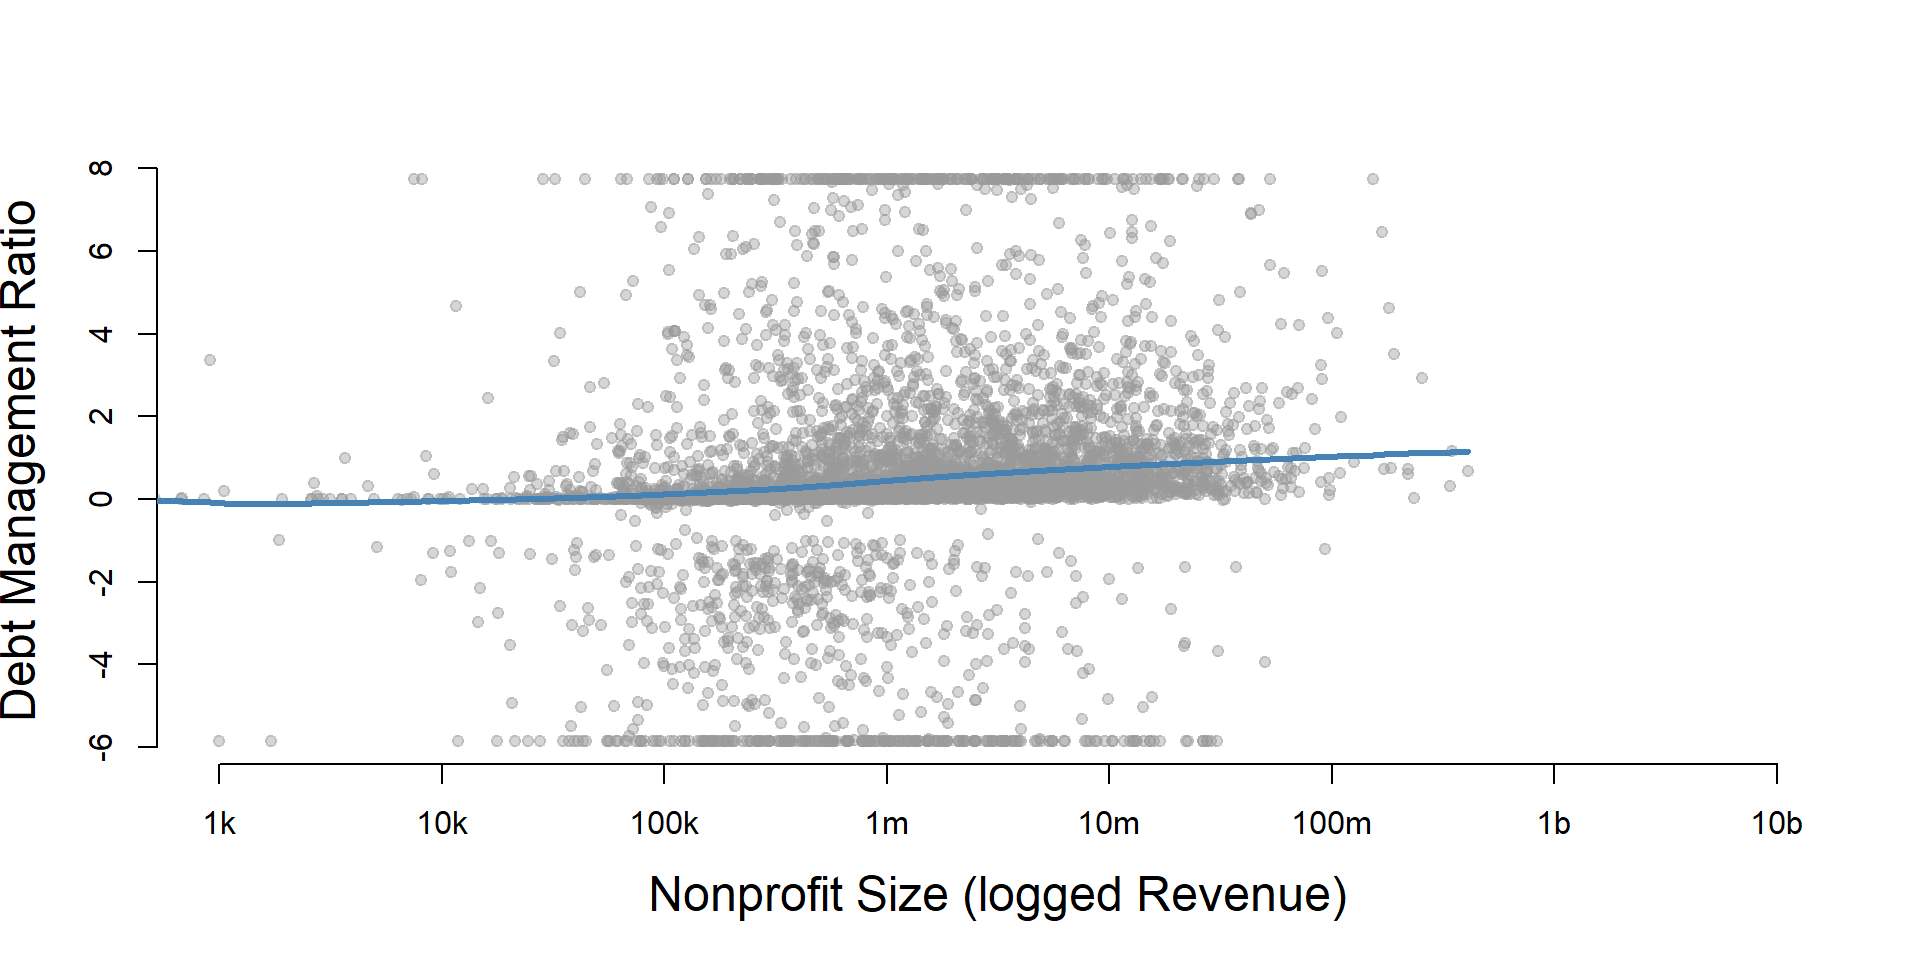 Debt Management Ratio
8
6
4
2
0
-2
-4
-6
1k 10k 100k 1m 10m 100m 1b 10b
Nonprofit Size (logged Revenue)